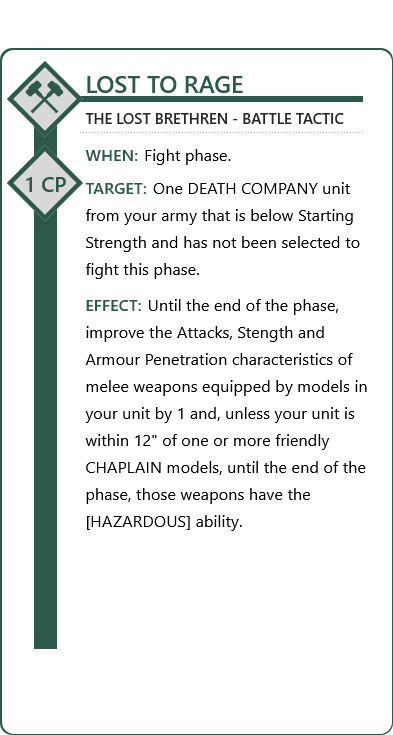 LOST TO RAGE
THE LOST BRETHREN - BATTLE TACTIC
WHEN: Fight phase.
1 CP
TARGET: One DEATH COMPANY unit
from your army that is below Starting
Strength and has not been selected to
fight this phase.
EFFECT: Until the end of the phase,
improve the Attacks, Stength and
Armour Penetration characteristics of
melee weapons equipped by models in
your unit by 1 and, unless your unit is
within 12" of one or more friendly
CHAPLAIN models, until the end of the
phase, those weapons have the
[HAZARDOUS] ability.